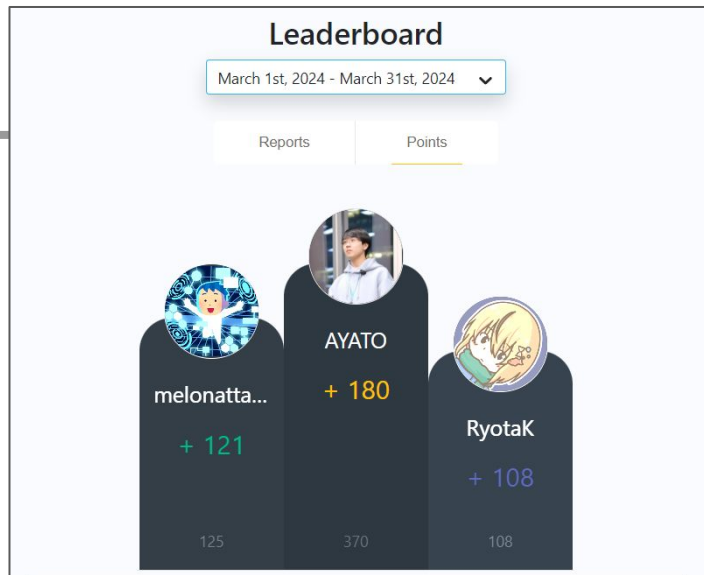 Leaderboard
March 1st, 2024 - March 31st, 2024
Reports Points
melonatta...
+ 121
125
AYATO
+ 180
370
RyotaK
+ 108
108